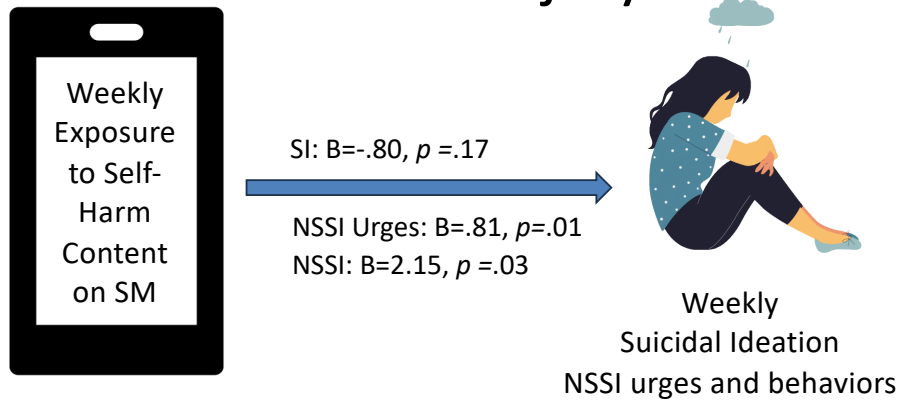 Weekly
Exposure
to Self-
Harm
Content
on SM
SI: B=-.80, p =.17
NSSI Urges: B=.81, p=.01
NSSI: B=2.15, p =.03
Weekly
Suicidal Ideation
NSSI urges and behaviors